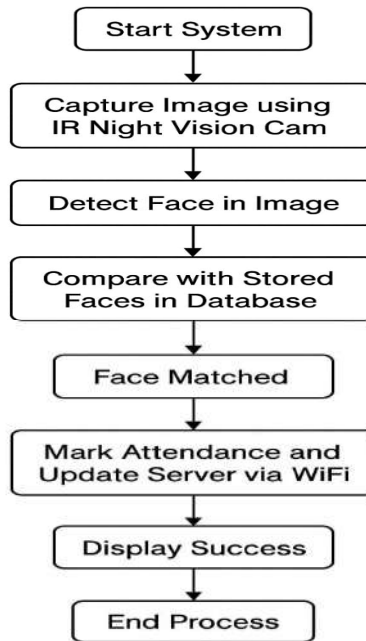 Start System
Capture Image using
IR Night Vision Cam
Detect Face in Image
Compare with Stored
Faces in Database
Face Matched
Mark Attendance and
Update Server via WiFi
Display Success
End Process